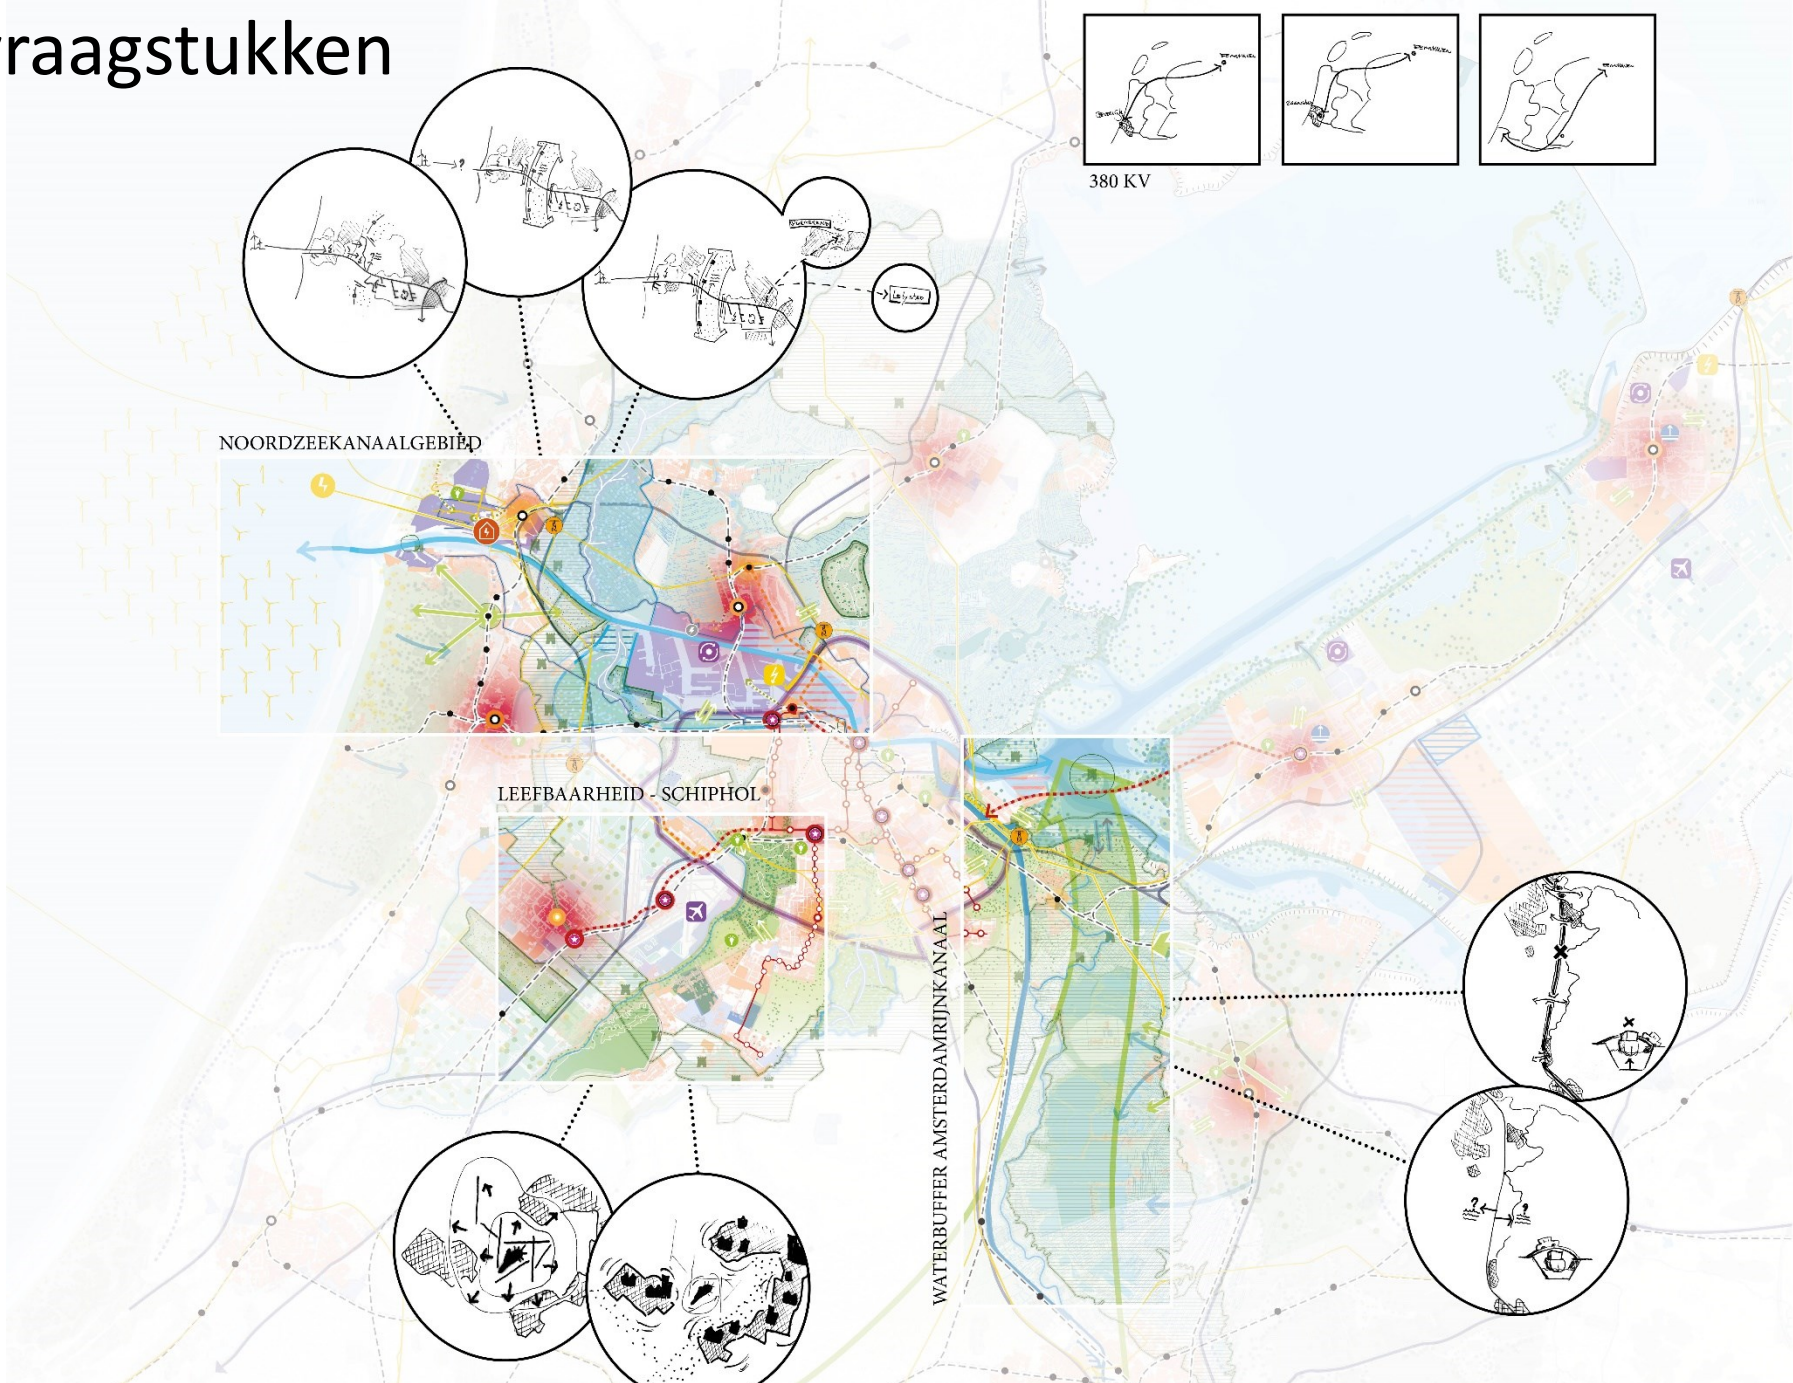 raagstukken
380 KV
NOORDZEEKANAALGEBIED
LEEFBAARHEID - SCHIPHOL
WATERBUFFER AMSTERDAMRIJNKANAAL